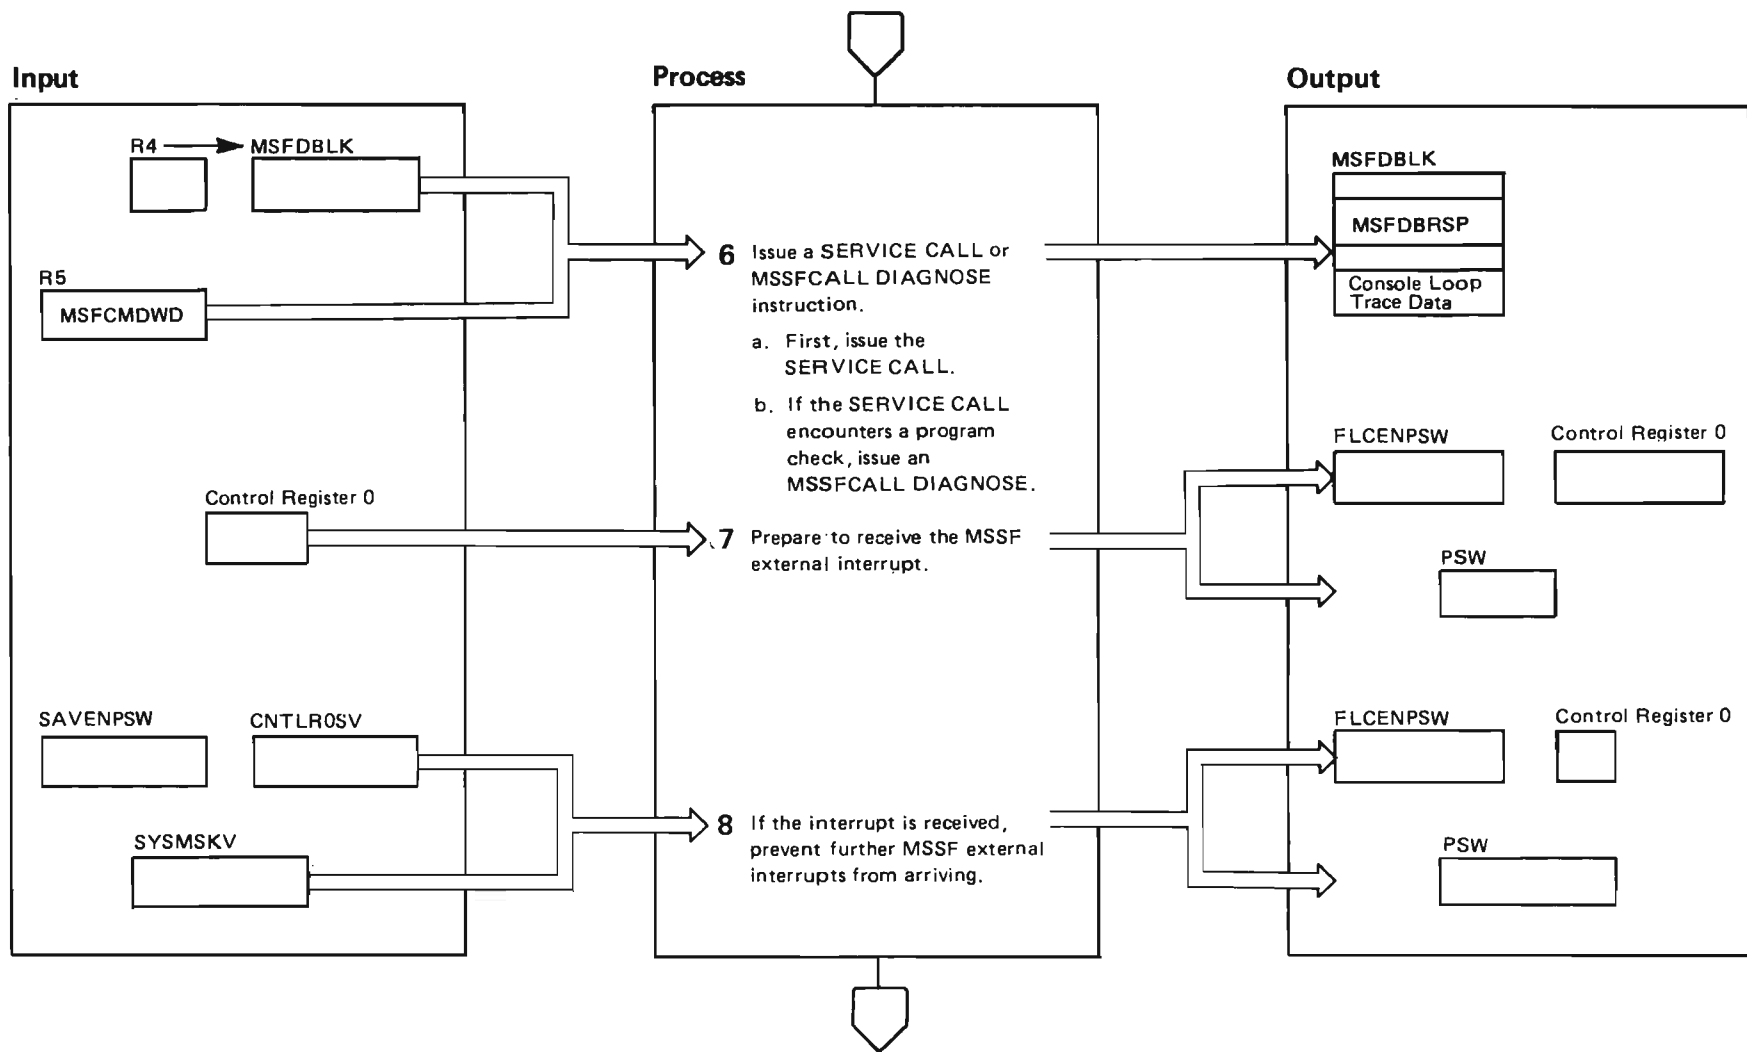 Input
Process
Output
R4
MSFDBLK
R5
MSFCMDWD
Control Register 0
SAVENPSW
CNTLR0SV
SYSMSKV
6 Issue a SERVICE CALL or
MSSFCALL DIAGNOSE
instruction.
a. First, issue the
SERVICE CALL.
b. If the SERVICE CALL
encounters a program
check, issue an
MSSFCALL DIAGNOSE.
7 Prepare to receive the MSSF
external interrupt.
8 If the interrupt is received,
prevent further MSSF external
interrupts from arriving.
MSFDBLK
MSFDBRSP
Console Loop
Trace Data
FLCENPSW
Control Register 0
PSW
FLCENPSW
Control Register 0
PSW